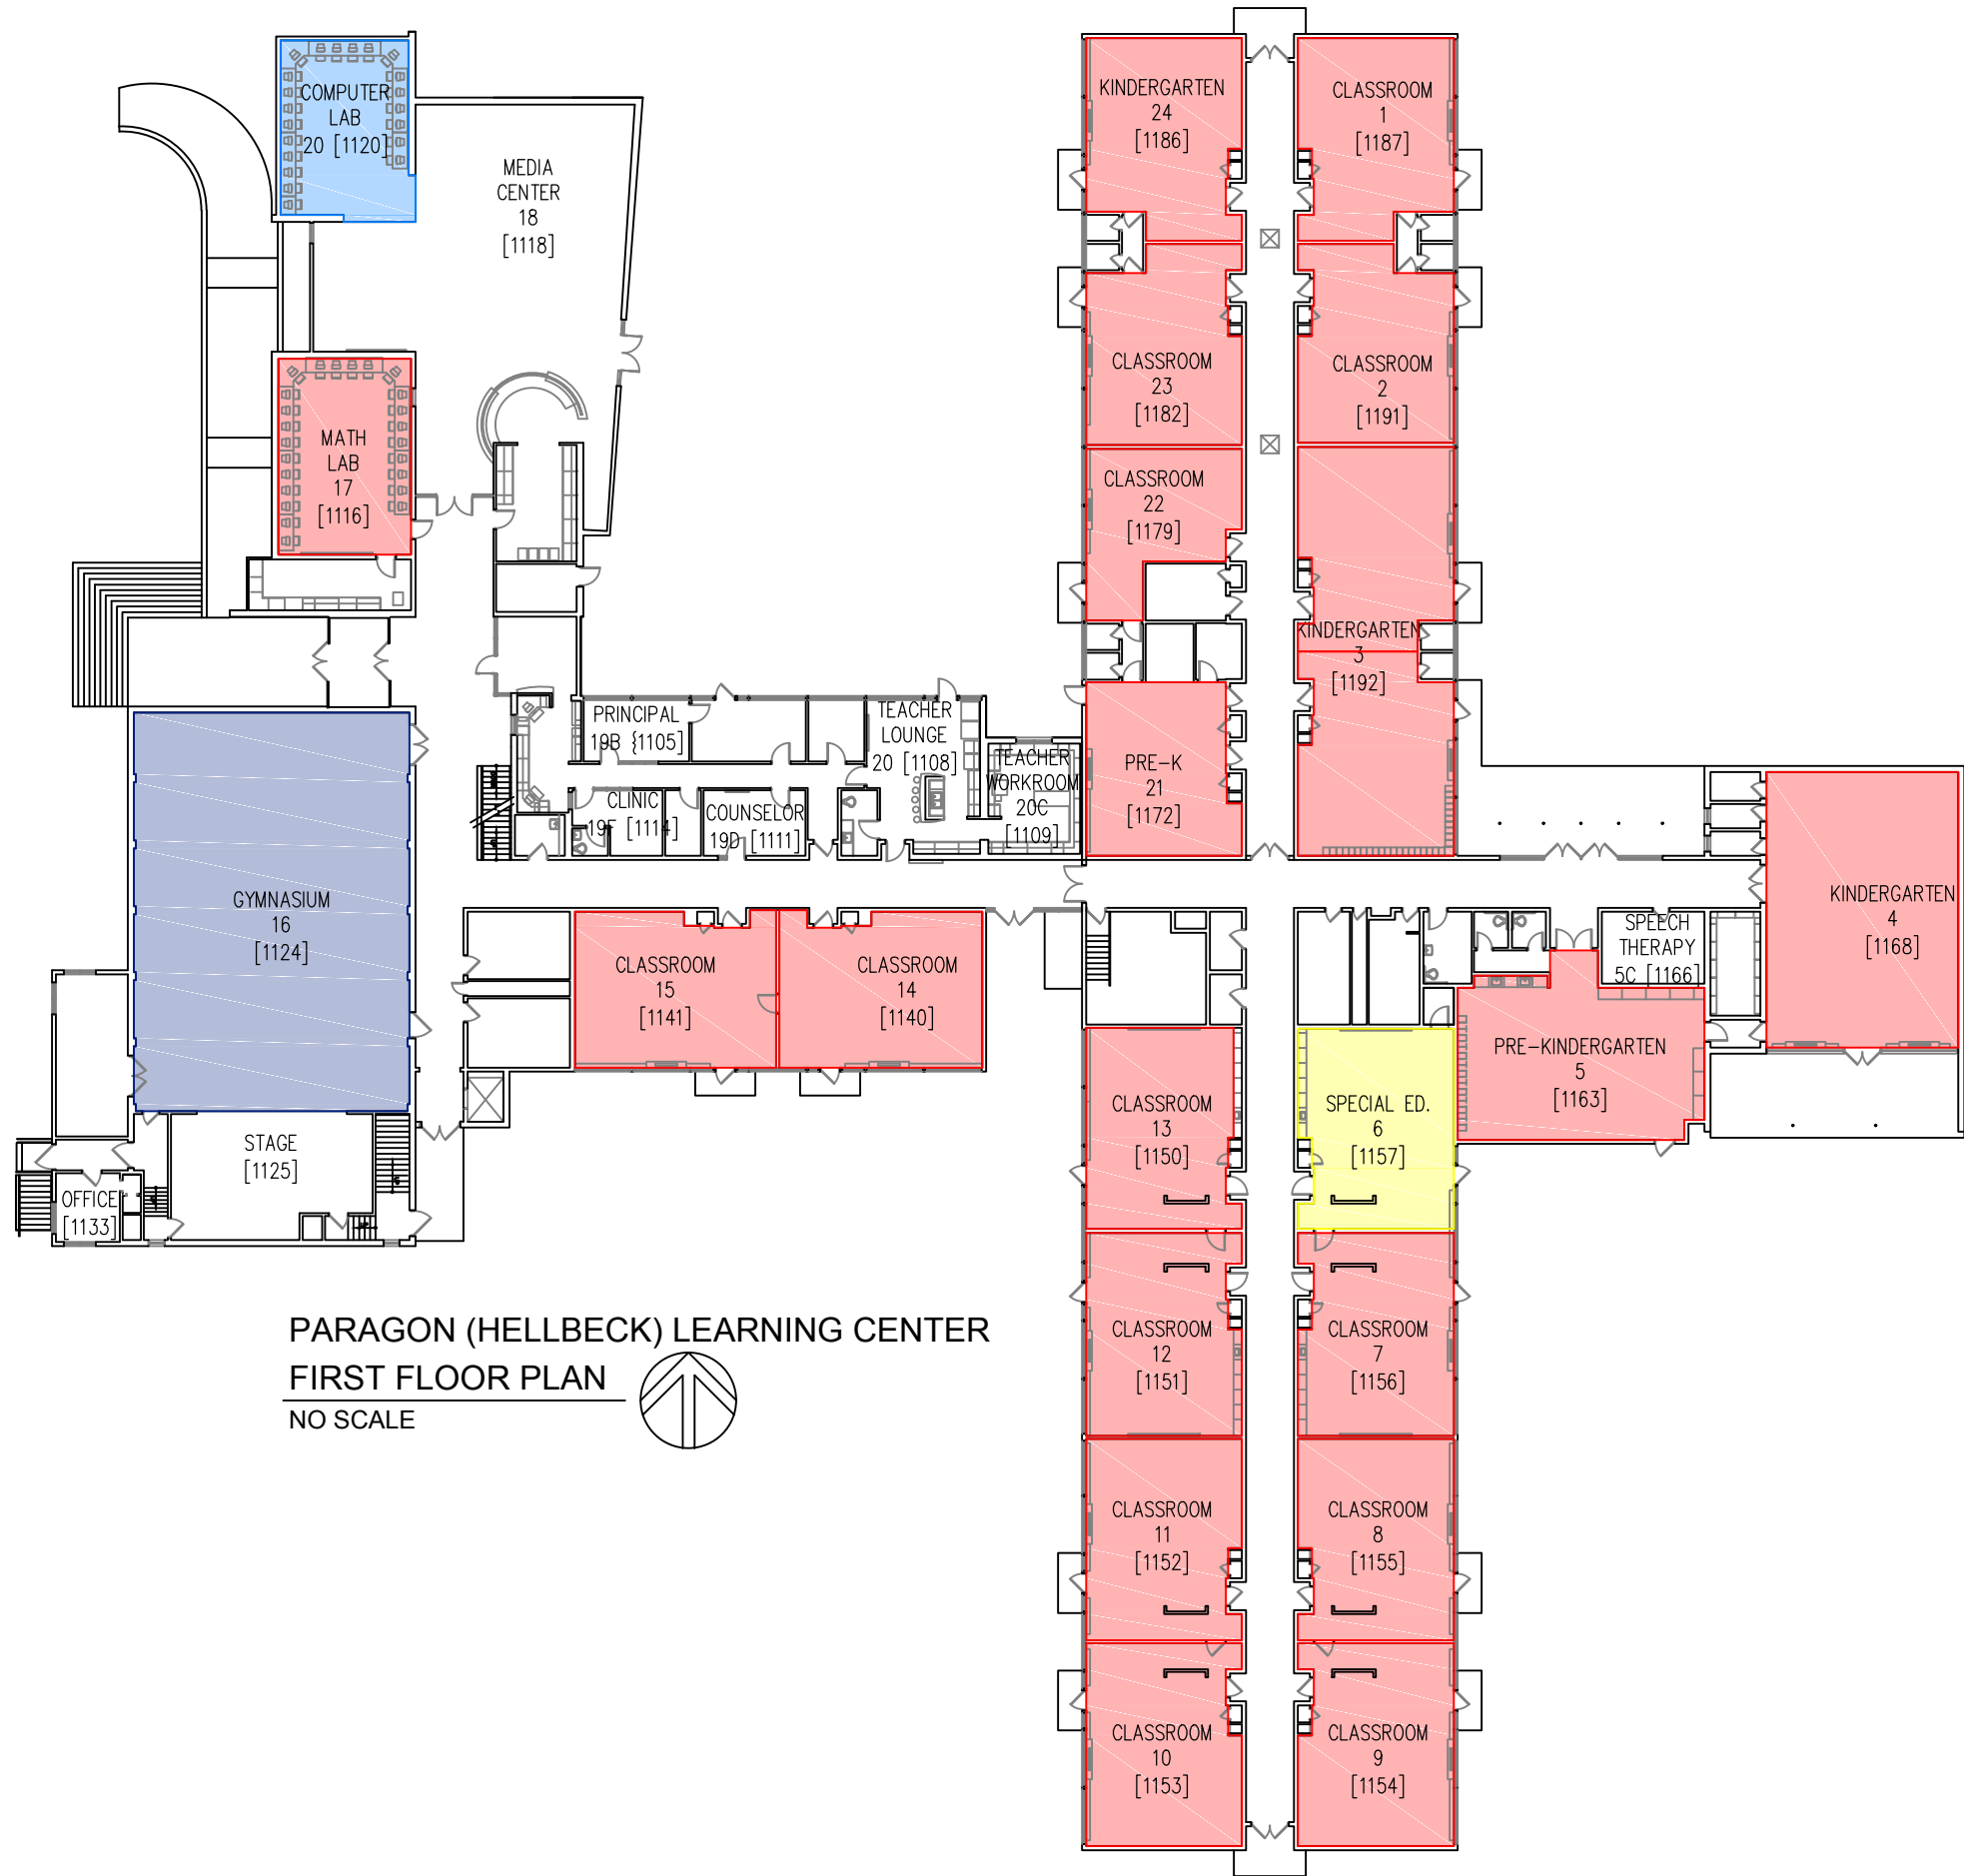 COMPUTER
LAB
20 [1120]
MEDIA
CENTER
18
[1118]
KINDERGARTEN
24
[1186]
CLASSROOM
1
[1187]
CLASSROOM
23
[1182]
CLASSROOM
2
[1191]
MATH
LAB
17
[1116]
CLASSROOM
22
[1179]
KINDERGARTEN
3
[1192]
PRINCIPAL
19B {1105]
TEACHER
LOUNGE
20 [1108]
TEACHER
WORKROOM
20C
[1109]
PRE-K
21
[1172]
CLINIC
19F [1114]
COUNSELOR
19D [1111]
GYMNASIUM
16
[1124]
KINDERGARTEN
4
[1168]
SPEECH
THERAPY
5C [1166]
CLASSROOM
15
[1141]
CLASSROOM
14
[1140]
PRE-KINDERGARTEN
5
[1163]
CLASSROOM
13
[1150]
SPECIAL ED.
6
[1157]
STAGE
[1125]
OFFICE
[1133]
CLASSROOM
12
[1151]
CLASSROOM
7
[1156]
PARAGON (HELLBECK) LEARNING CENTER
FIRST FLOOR PLAN
NO SCALE
CLASSROOM
11
[1152]
CLASSROOM
8
[1155]
CLASSROOM
10
[1153]
CLASSROOM
9
[1154]